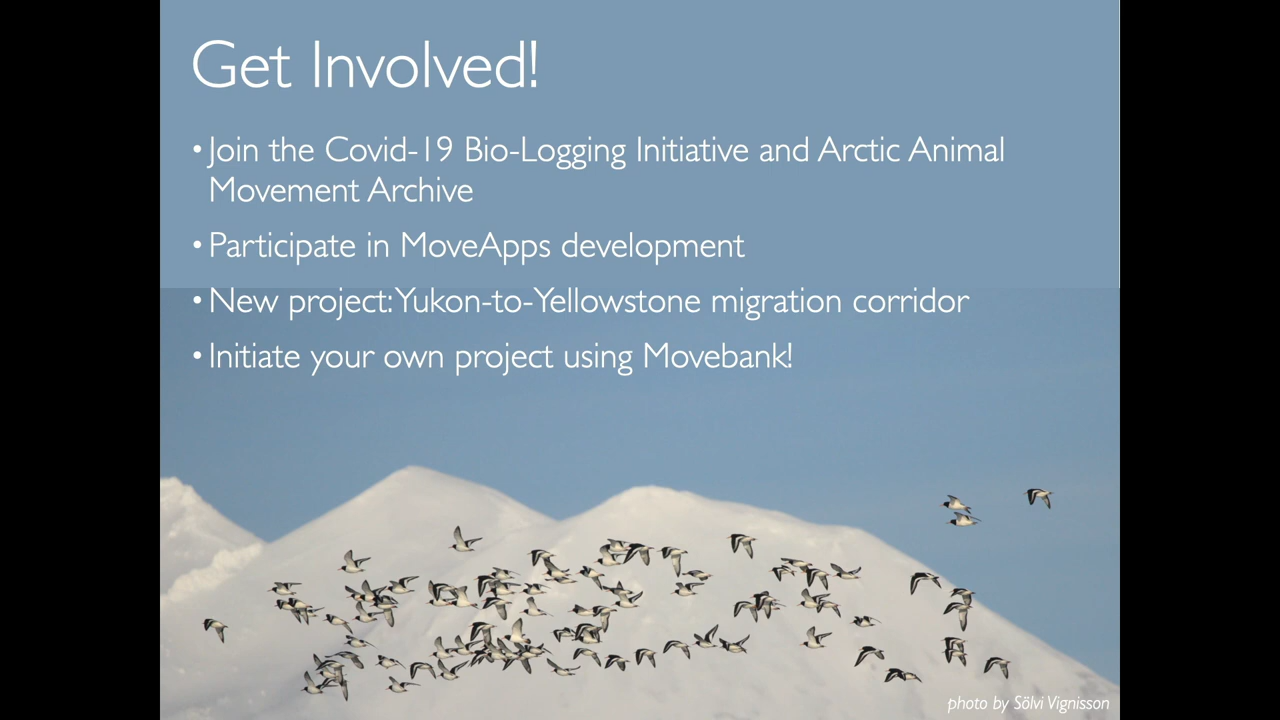 Get Involved!
• Join the Covid-19 Bio-Logging Initiative and Arctic Animal
Movement Archive
• Participate in MoveApps development
• New project: Yukon-to-Yellowstone migration corridor
• Initiate your own project using Movebank!
photo by Sölvi Vignisson